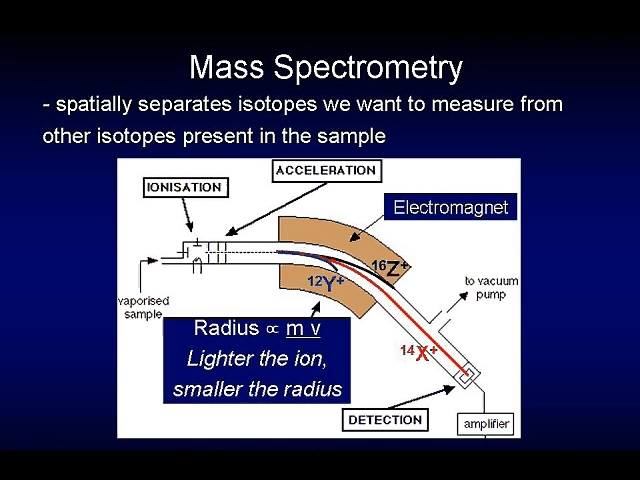 Mass Spectrometry
- spatially separates isotopes we want to measure from
other isotopes present in the sample
ACCELERATION
IONISATION
Electromagnet
16Z+
12Y+
to vacuum
pump
vaporised
sample
Radius ∝ m v
Lighter the ion,
smaller the radius
14X+
DETECTION
amplifier